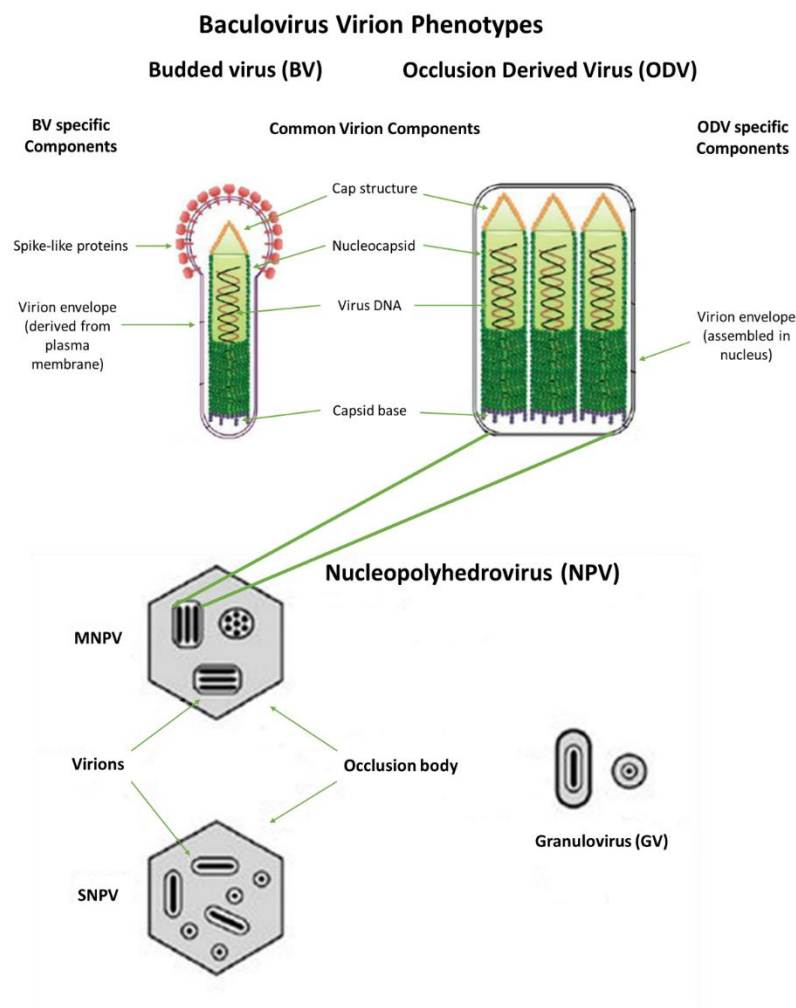 Baculovirus Virion Phenotypes
Budded virus (BV)
Occlusion Derived Virus (ODV)
BV specific
Components
Common Virion Components
ODV specific
Components
Cap structure
Spike-like proteins
Nucleocapsid
Virion envelope
(derived from
plasma
membrane)
Virus DNA
Virion envelope
(assembled in
nucleus)
Capsid base
Nucleopolyhedrovirus (NPV)
MNPV
Virions
Occlusion body
Granulovirus (GV)
SNPV